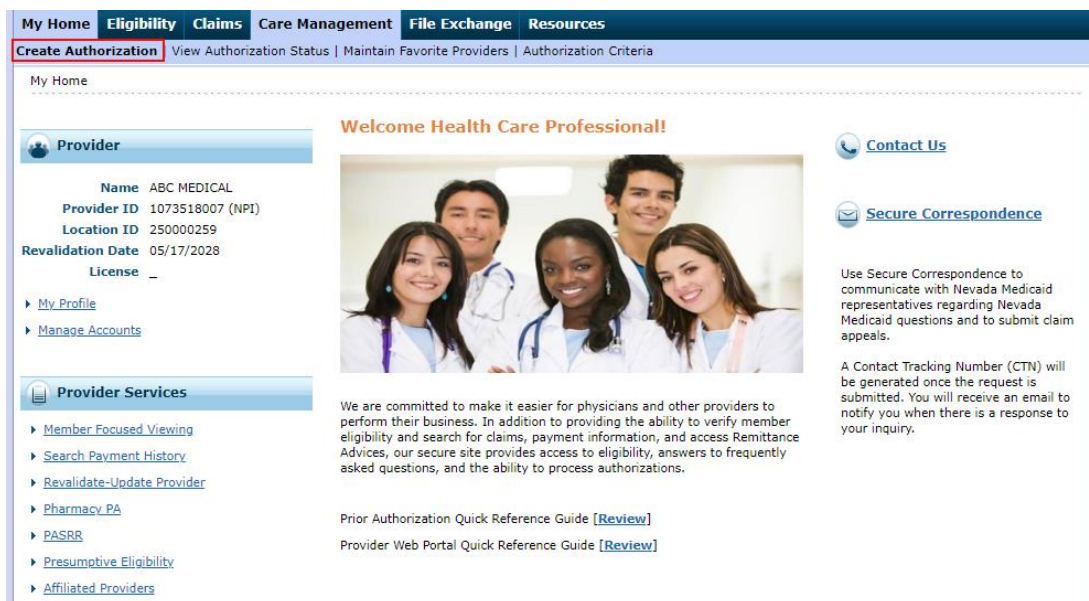 My Home Eligibility Claims Care Management File Exchange Resources
Create Authorization | View Authorization Status | Maintain Favorite Providers | Authorization Criteria
My Home
Provider
Name ABC MEDICAL
Provider ID 1073518007 (NPI)
Location ID 250000259
Revalidation Date 05/17/2028
License _
My Profile
Manage Accounts
Provider Services
Member Focused Viewing
Search Payment History
Revalidate-Update Provider
Pharmacy PA
PASRR
Presumptive Eligibility
Affiliated Providers
Welcome Health Care Professional!
We are committed to make it easier for physicians and other providers to
perform their business. In addition to providing the ability to verify member
eligibility and search for claims, payment information, and access Remittance
Advices, our secure site provides access to eligibility, answers to frequently
asked questions, and the ability to process authorizations.
Prior Authorization Quick Reference Guide [Review]
Provider Web Portal Quick Reference Guide [Review]
Contact Us
Secure Correspondence
Use Secure Correspondence to
communicate with Nevada Medicaid
representatives regarding Nevada
Medicaid questions and to submit claim
appeals.
A Contact Tracking Number (CTN) will
be generated once the request is
submitted. You will receive an email to
notify you when there is a response to
your inquiry.